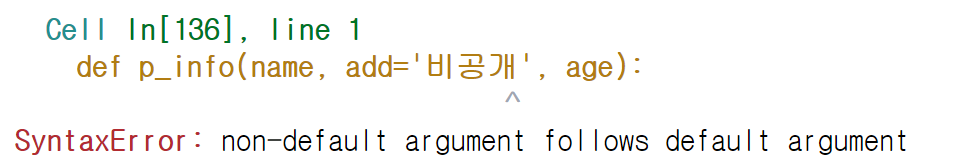 Cell In[136], line 1
def p_info(name, add='비공개', age):
^
SyntaxError: non-default argument follows default argument